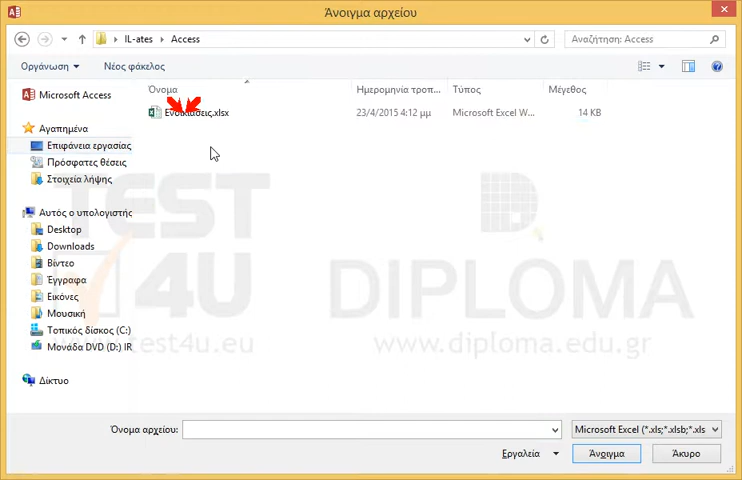 Άνοιγμα αρχείου
IL-ates Access
Αναζήτηση: Access
Οργάνωση Νέος φάκελος
Microsoft Access
Όνομα Ημερομηνία τροπ... Τύπος Μέγεθος
Ενοικιάσεις.xlsx 23/4/2015 4:12 μμ Microsoft Excel W... 14 KB
Αγαπημένα
Επιφάνεια εργασίας
Πρόσφατες θέσεις
Στοιχεία λήψης
Αυτός ο υπολογιστής
Desktop
Downloads
Βίντεο
Έγγραφα
Εικόνες
Μουσική
Τοπικός δίσκος (C:)
Μονάδα DVD (D:) IR
Δίκτυο
TEST
4U DIPLOMA
www.test4u.eu www.diploma.edu.gr
Όνομα αρχείου: Microsoft Excel (*.xls;*.xlsb;*.xls
Εργαλεία Άνοιγμα Άκυρο